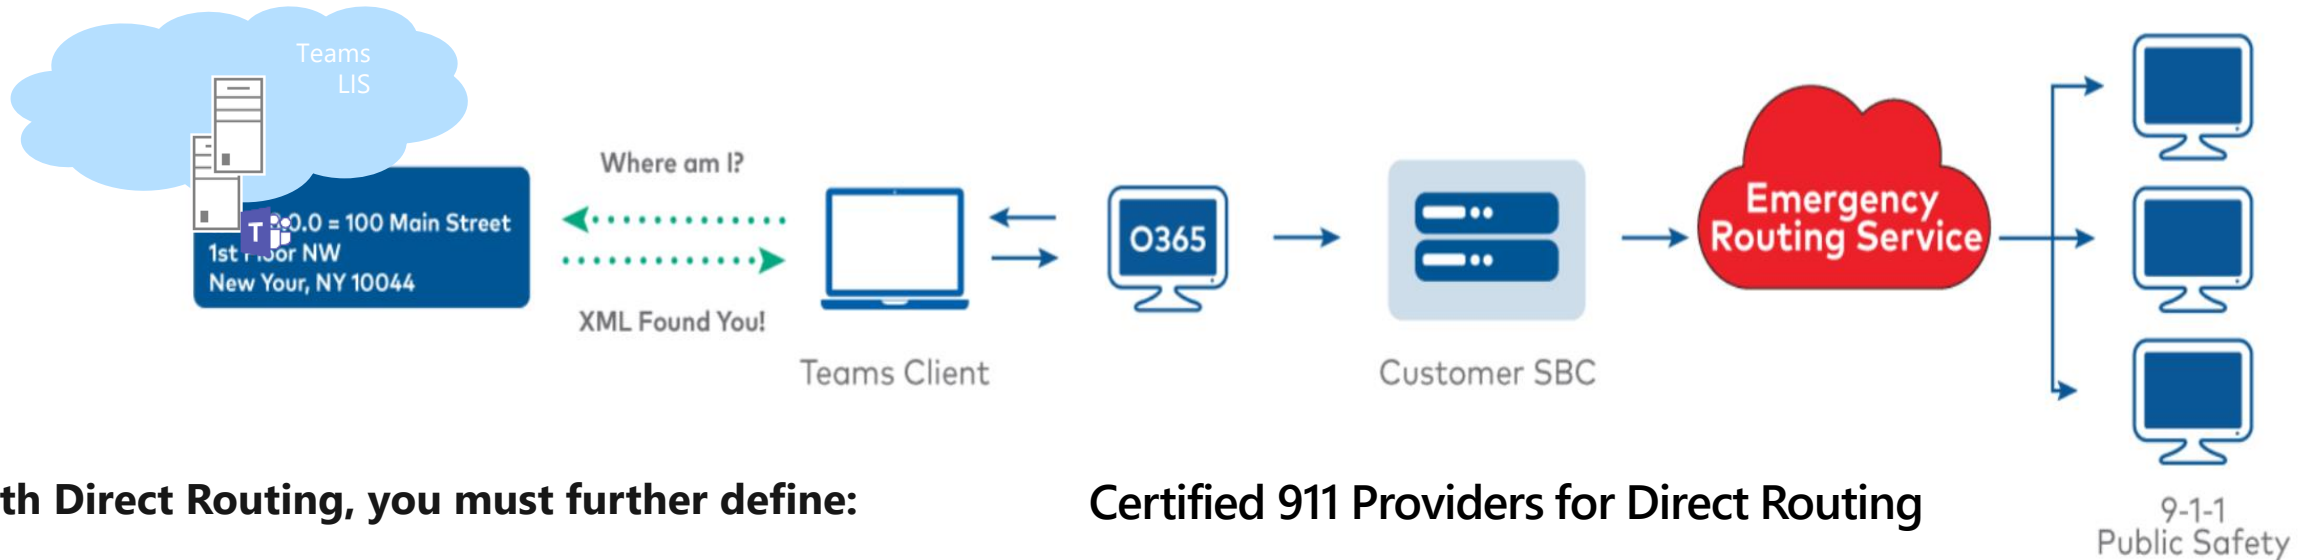 Teams
LIS
0.0 = 100 Main Street
1st Floor NW
New Your, NY 10044
T
Where am I?
XML Found You!
Teams Client
O365
Customer SBC
Emergency
Routing Service
9-1-1
Public Safety
th Direct Routing, you must further define:
Certified 911 Providers for Direct Routing